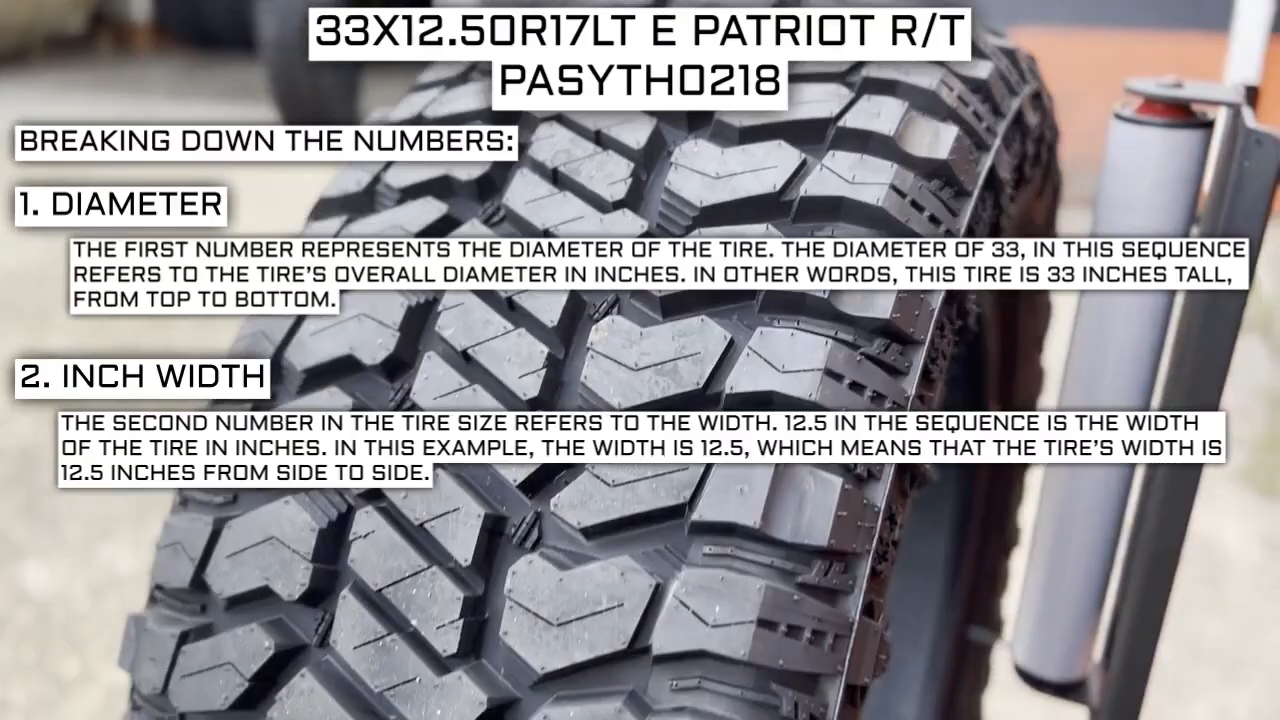 33X12.50R17LT E PATRIOT R/T
PASYTH0218
BREAKING DOWN THE NUMBERS:
1. DIAMETER
THE FIRST NUMBER REPRESENTS THE DIAMETER OF THE TIRE. THE DIAMETER OF 33, IN THIS SEQUENCE
REFERS TO THE TIRE'S OVERALL DIAMETER IN INCHES. IN OTHER WORDS, THIS TIRE IS 33 INCHES TALL,
FROM TOP TO BOTTOM.
2. INCH WIDTH
THE SECOND NUMBER IN THE TIRE SIZE REFERS TO THE WIDTH. 12.5 IN THE SEQUENCE IS THE WIDTH
OF THE TIRE IN INCHES. IN THIS EXAMPLE, THE WIDTH IS 12.5, WHICH MEANS THAT THE TIRE'S WIDTH IS
12.5 INCHES FROM SIDE TO SIDE.